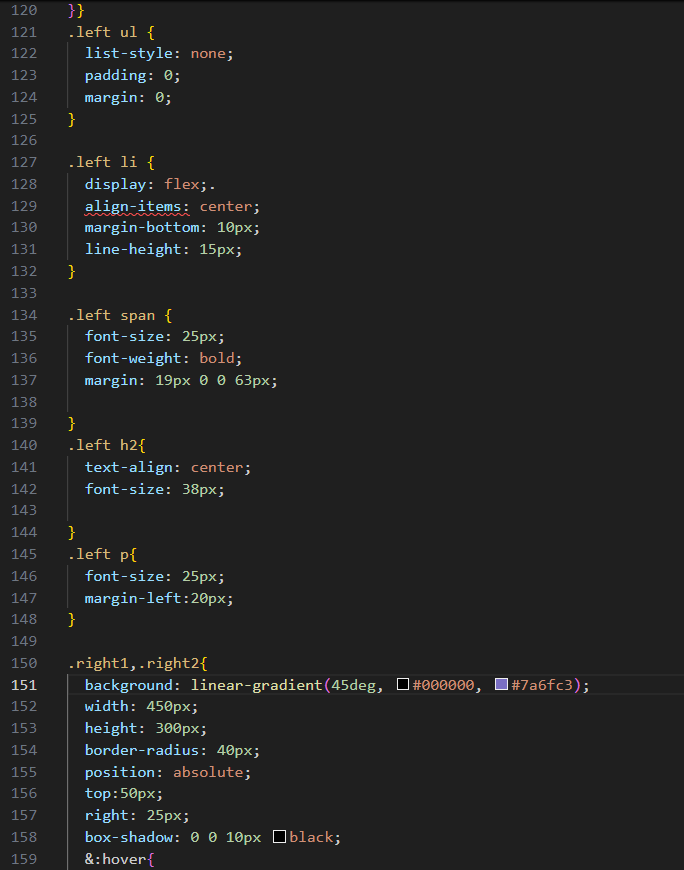 120 }}
121 .left ul {
122 list-style: none;
123 padding: 0;
124 margin: 0;
125 }
126
127 .left li {
128 display: flex;.
129 align-items: center;
130 margin-bottom: 10px;
131 line-height: 15px;
132 }
133
134 .left span {
135 font-size: 25px;
136 font-weight: bold;
137 margin: 19px 0 0 63px;
138
139 }
140 .left h2{
141 text-align: center;
142 font-size: 38px;
143
144 }
145 .left p{
146 font-size: 25px;
147 margin-left:20px;
148 }
149
150 .right1,.right2{
151 background: linear-gradient(45deg, #000000, #7a6fc3);
152 width: 450px;
153 height: 300px;
154 border-radius: 40px;
155 position: absolute;
156 top:50px;
157 right: 25px;
158 box-shadow: 0 0 10px black;
159 &:hover{